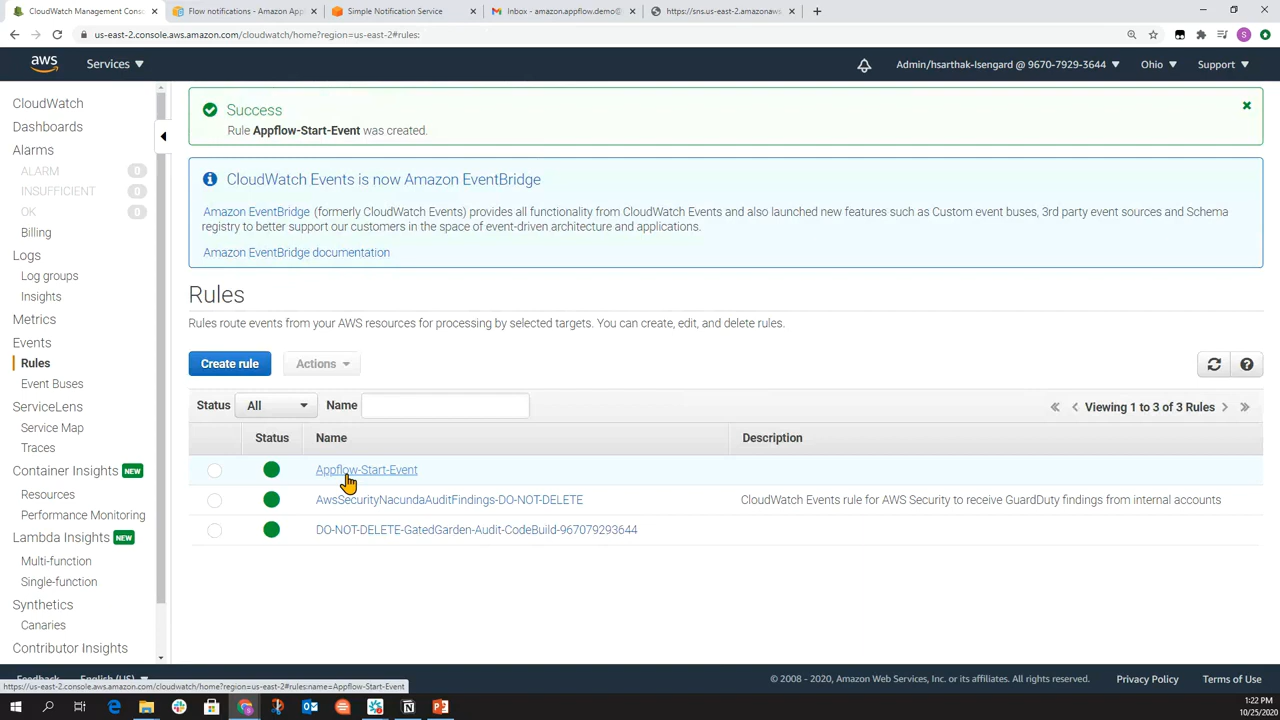 CloudWatch Management Cons
Flow notifications - Amazon App
Simple Notification Service
Inbox - amazon.appflow.demo@
https://sns.us-east-2.amazonaws
us-east-2.console.aws.amazon.com/cloudwatch/home?region=us-east-2#rules:
S
aws
Services
Admin/hsarthak-Isengard @ 9670-7929-3644
Ohio
Support
CloudWatch
Dashboards
Alarms
ALARM 0
INSUFFICIENT 0
OK 0
Billing
Logs
Log groups
Insights
Metrics
Events
Rules
Event Buses
ServiceLens
Service Map
Traces
Container Insights NEW
Resources
Performance Monitoring
Lambda Insights NEW
Multi-function
Single-function
Synthetics
Canaries
Contributor Insights
Success
Rule Appflow-Start-Event was created.
CloudWatch Events is now Amazon EventBridge
Amazon EventBridge (formerly CloudWatch Events) provides all functionality from CloudWatch Events and also launched new features such as Custom event buses, 3rd party event sources and Schema
registry to better support our customers in the space of event-driven architecture and applications.
Amazon EventBridge documentation
Rules
Rules route events from your AWS resources for processing by selected targets. You can create, edit, and delete rules.
Create rule
Actions
Status All Name
Viewing 1 to 3 of 3 Rules
Status Name Description
Appflow-Start-Event
AwsSecurityNacundaAuditFindings-DO-NOT-DELETE CloudWatch Events rule for AWS Security to receive GuardDuty findings from internal accounts
DO-NOT-DELETE-GatedGarden-Audit-CodeBuild-967079293644
Feedback English (US)
© 2008 - 2020, Amazon Web Services, Inc. or its affiliates. All rights reserved.
Privacy Policy
Terms of Use
https://us-east-2.console.aws.amazon.com/cloudwatch/home?region=us-east-2#rules:name=Appflow-Start-Event
1:22 PM
10/25/2020